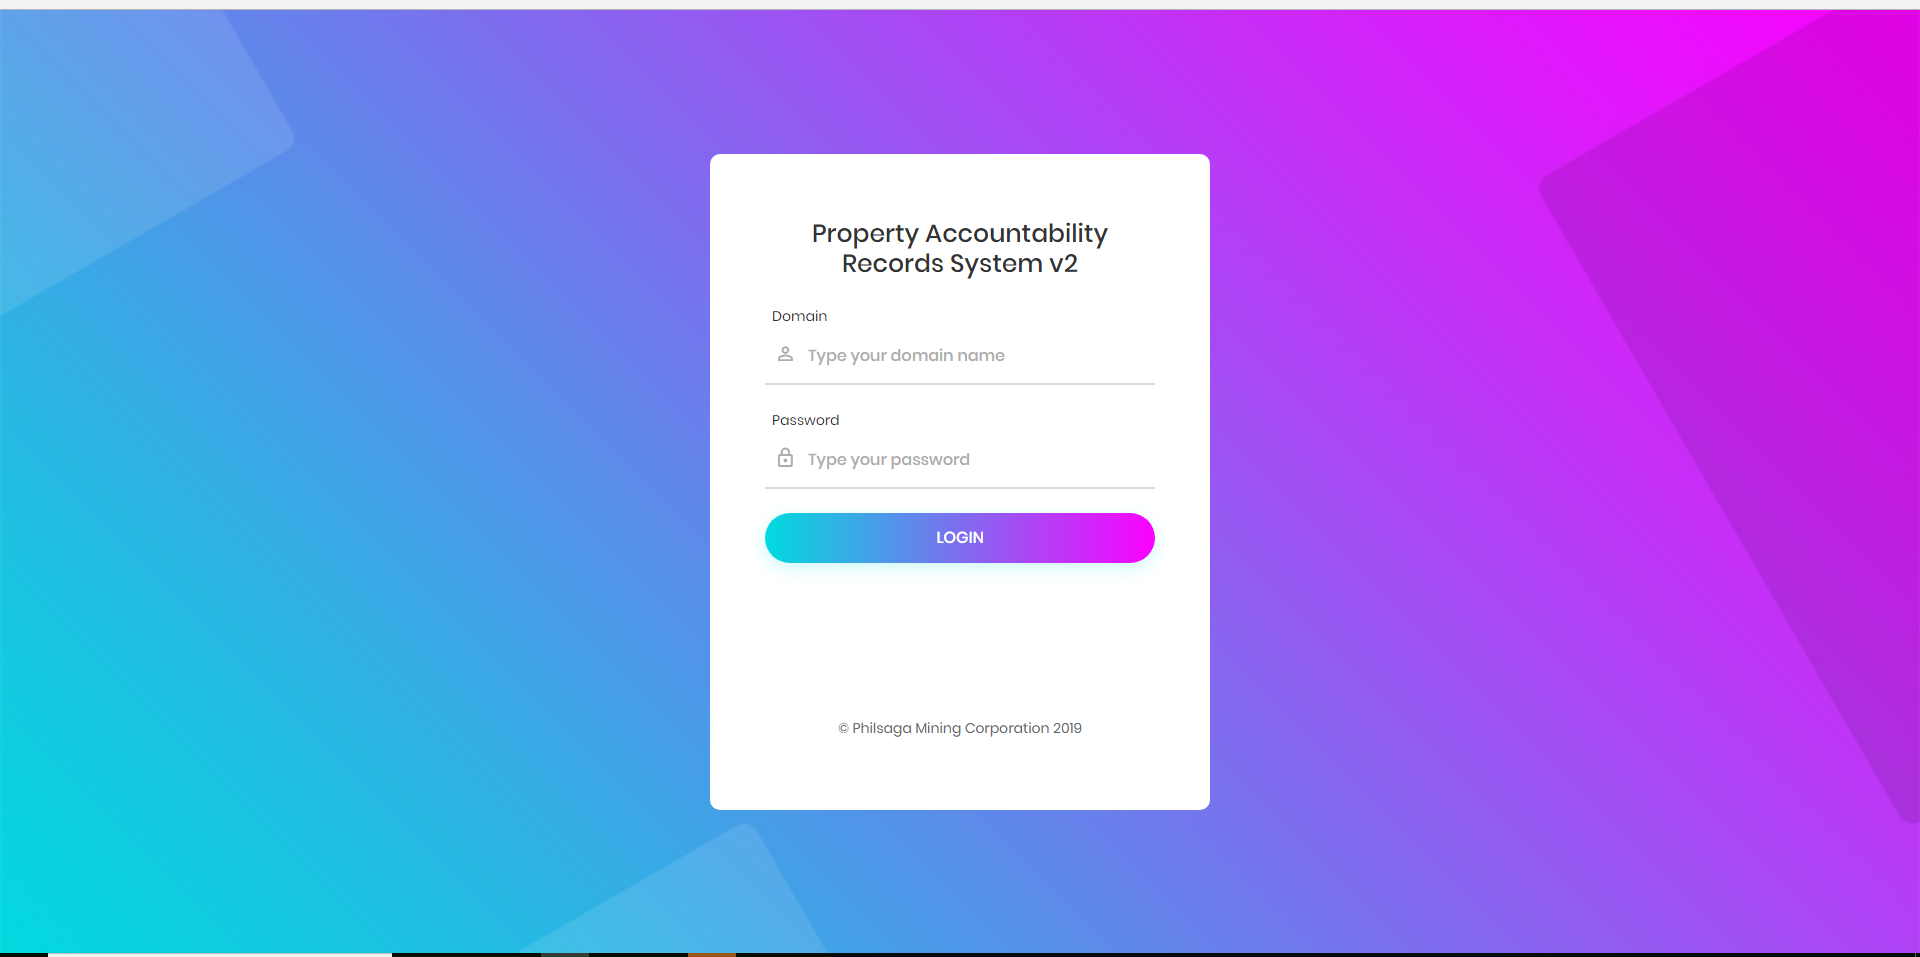 Property Accountability
Records System v2
Domain
Type your domain name
Password
Type your password
LOGIN
© Philsaga Mining Corporation 2019